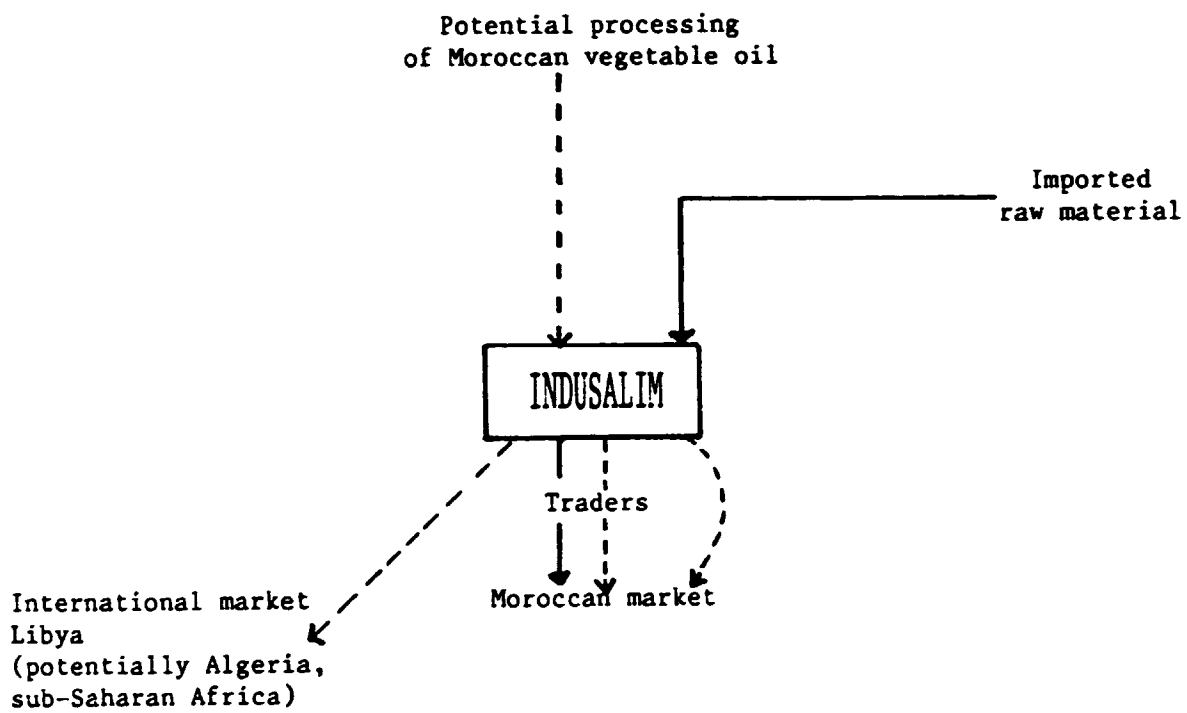 Potential processing
of Moroccan vegetable oil
Imported
raw material
INDUSALIM
Traders
Moroccan market
International market
Libya
(potentially Algeria,
sub-Saharan Africa)